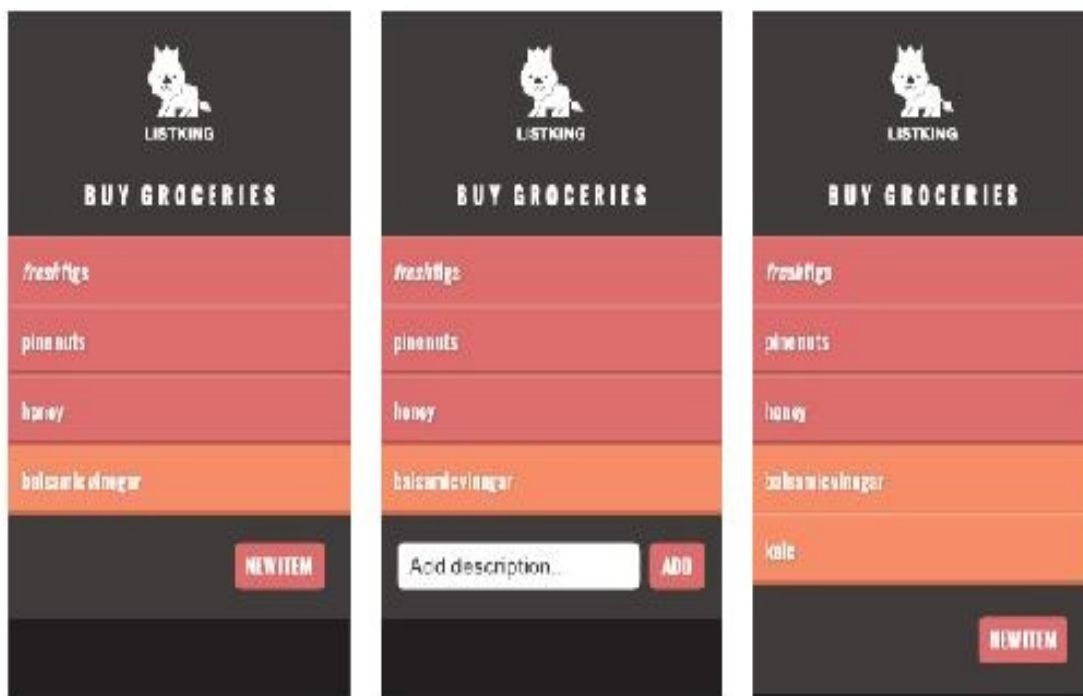 LISTKING
BUY GROCERIES
fresh figs
pine nuts
honey
balsamic vinegar
NEW ITEM
LISTKING
BUY GROCERIES
fresh figs
pine nuts
honey
balsamic vinegar
Add description..
ADD
LISTKING
BUY GROCERIES
fresh figs
pine nuts
honey
balsamic vinegar
kale
NEW ITEM